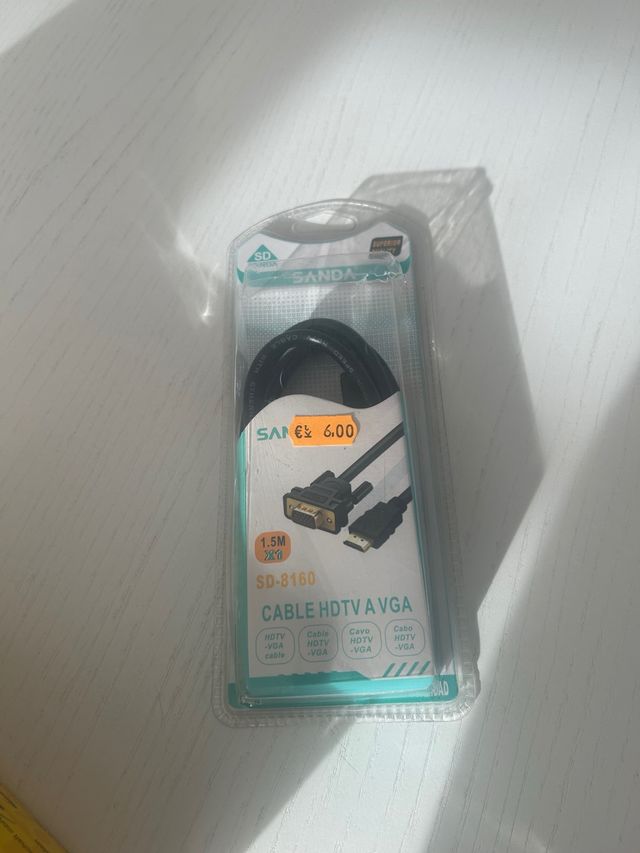 SD
SANDA
SUPERIOR
SANDA
SAN
€ 6.00
1.5M
X1
SD-8160
CABLE HDTV A VGA
HDTV
-VGA
cable
Cable
HDTV
-VGA
Cavo
HDTV
-VGA
Cabo
HDTV
-VGA